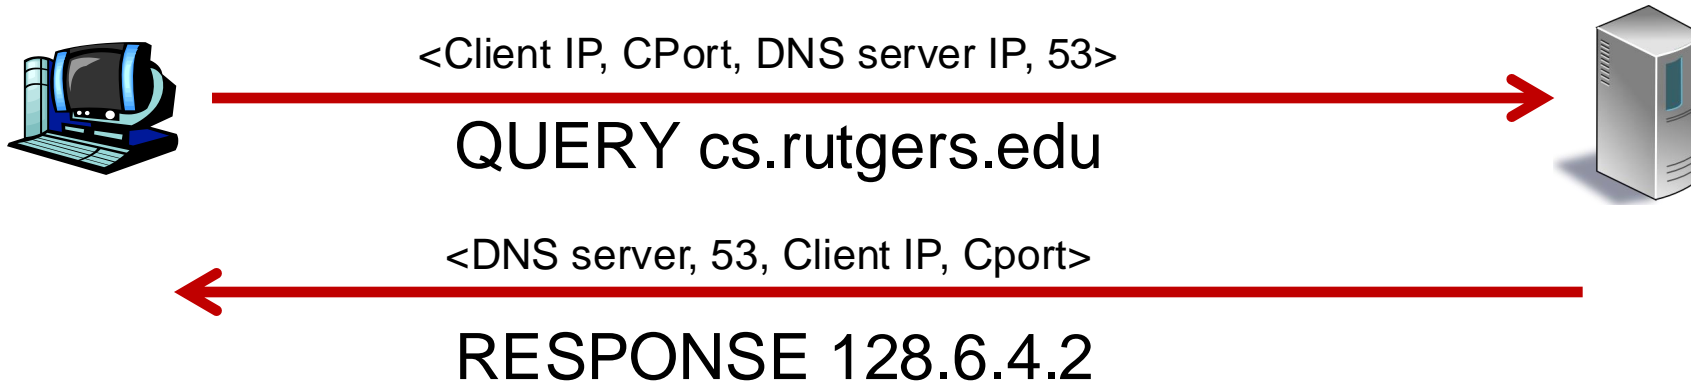 <Client IP, CPort, DNS server IP, 53>
QUERY cs.rutgers.edu
<DNS server, 53, Client IP, Cport>
RESPONSE 128.6.4.2